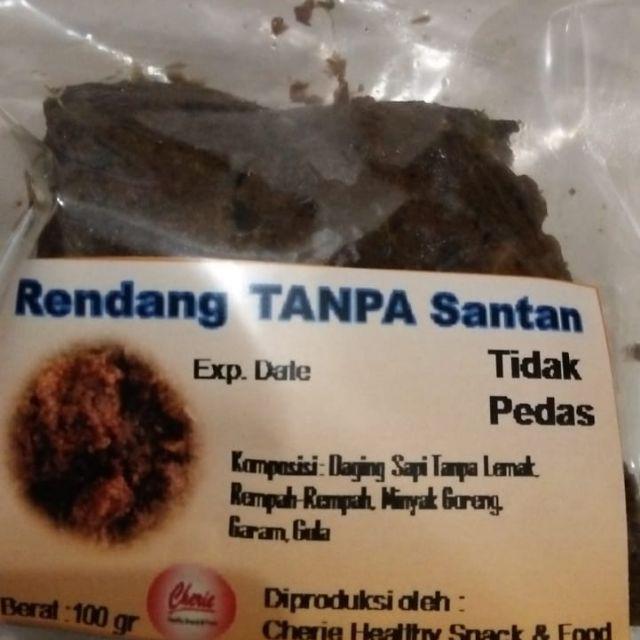 Rendang TANPA Santan
Exp. Date
Tidak
Pedas
Komposisi : Daging Sapi Tanpa Lemak,
Rempah-Rempah, Minyak Goreng,
Garam, Gula
Berat : 100 gr
Cherie
Diproduksi oleh :
Cherie Healthy Snack & Food